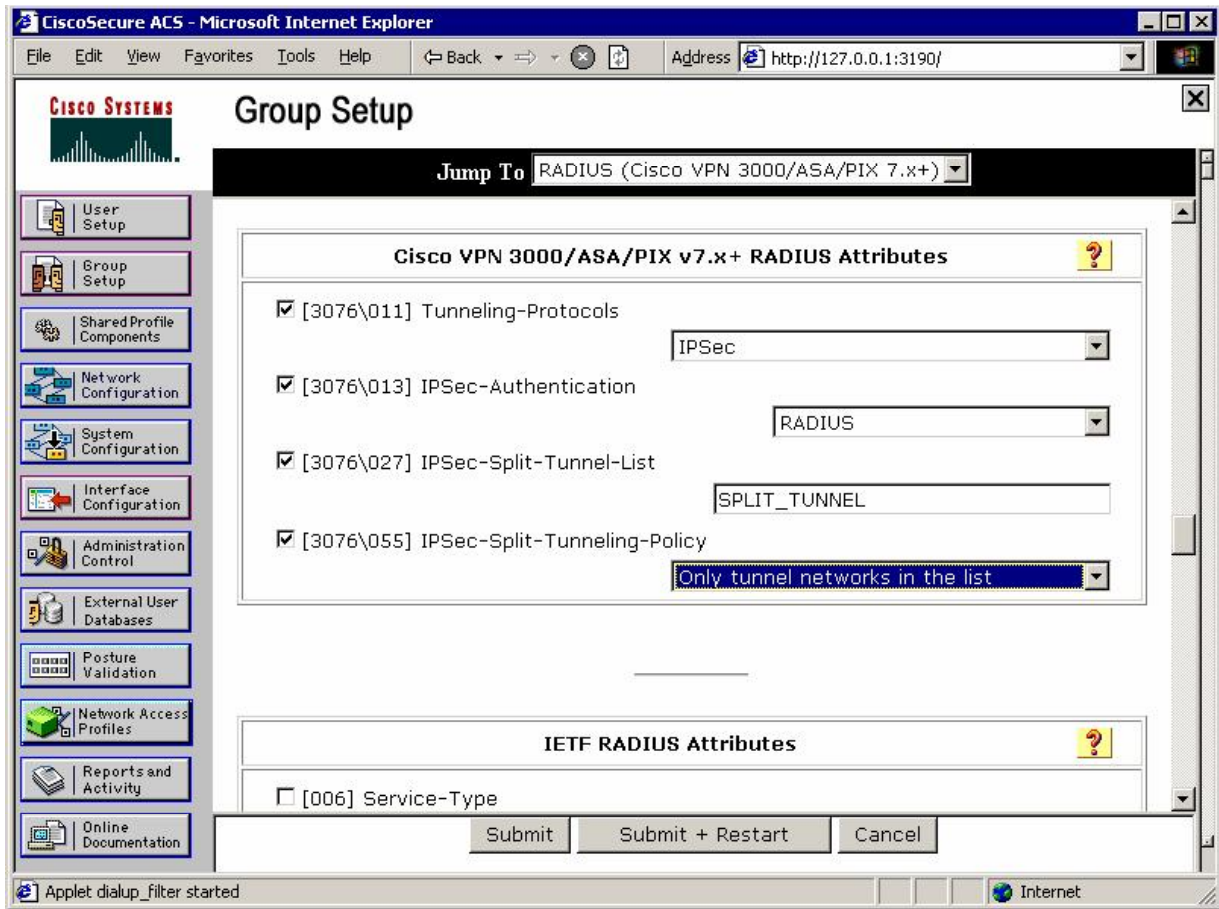 CiscoSecure ACS - Microsoft Internet Explorer
File Edit View Favorites Tools Help Back Address http://127.0.0.1:3190/
CISCO SYSTEMS
Group Setup
Jump To RADIUS (Cisco VPN 3000/ASA/PIX 7.x+)
User
Setup
Group
Setup
Shared Profile
Components
Network
Configuration
System
Configuration
Interface
Configuration
Administration
Control
External User
Databases
Posture
Validation
Network Access
Profiles
Reports and
Activity
Online
Documentation
Cisco VPN 3000/ASA/PIX v7.x+ RADIUS Attributes ?
[3076\011] Tunneling-Protocols
IPSec
[3076\013] IPSec-Authentication
RADIUS
[3076\027] IPSec-Split-Tunnel-List
SPLIT_TUNNEL
[3076\055] IPSec-Split-Tunneling-Policy
Only tunnel networks in the list
IETF RADIUS Attributes ?
[006] Service-Type
Submit Submit + Restart Cancel
Applet dialup_filter started Internet